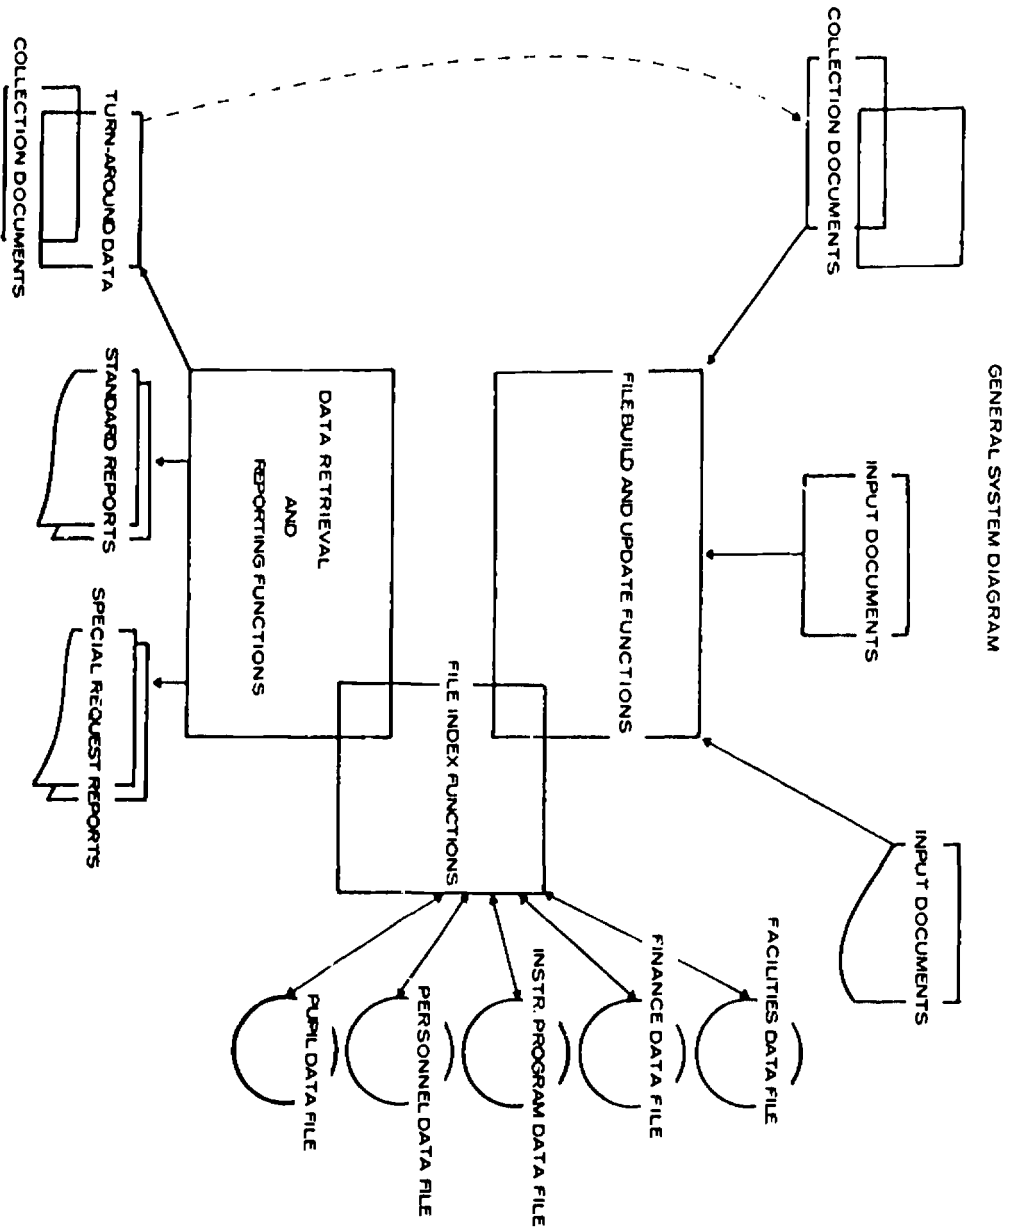 GENERAL SYSTEM DIAGRAM
COLLECTION DOCUMENTS
INPUT DOCUMENTS
INPUT DOCUMENTS
FILE BUILD AND UPDATE FUNCTIONS
FACILITIES DATA FILE
FINANCE DATA FILE
INSTR. PROGRAM DATA FILE
PERSONNEL DATA FILE
PUPIL DATA FILE
FILE INDEX FUNCTIONS
DATA RETRIEVAL
AND
REPORTING FUNCTIONS
TURN-AROUND DATA
COLLECTION DOCUMENTS
STANDARD REPORTS
SPECIAL REQUEST REPORTS